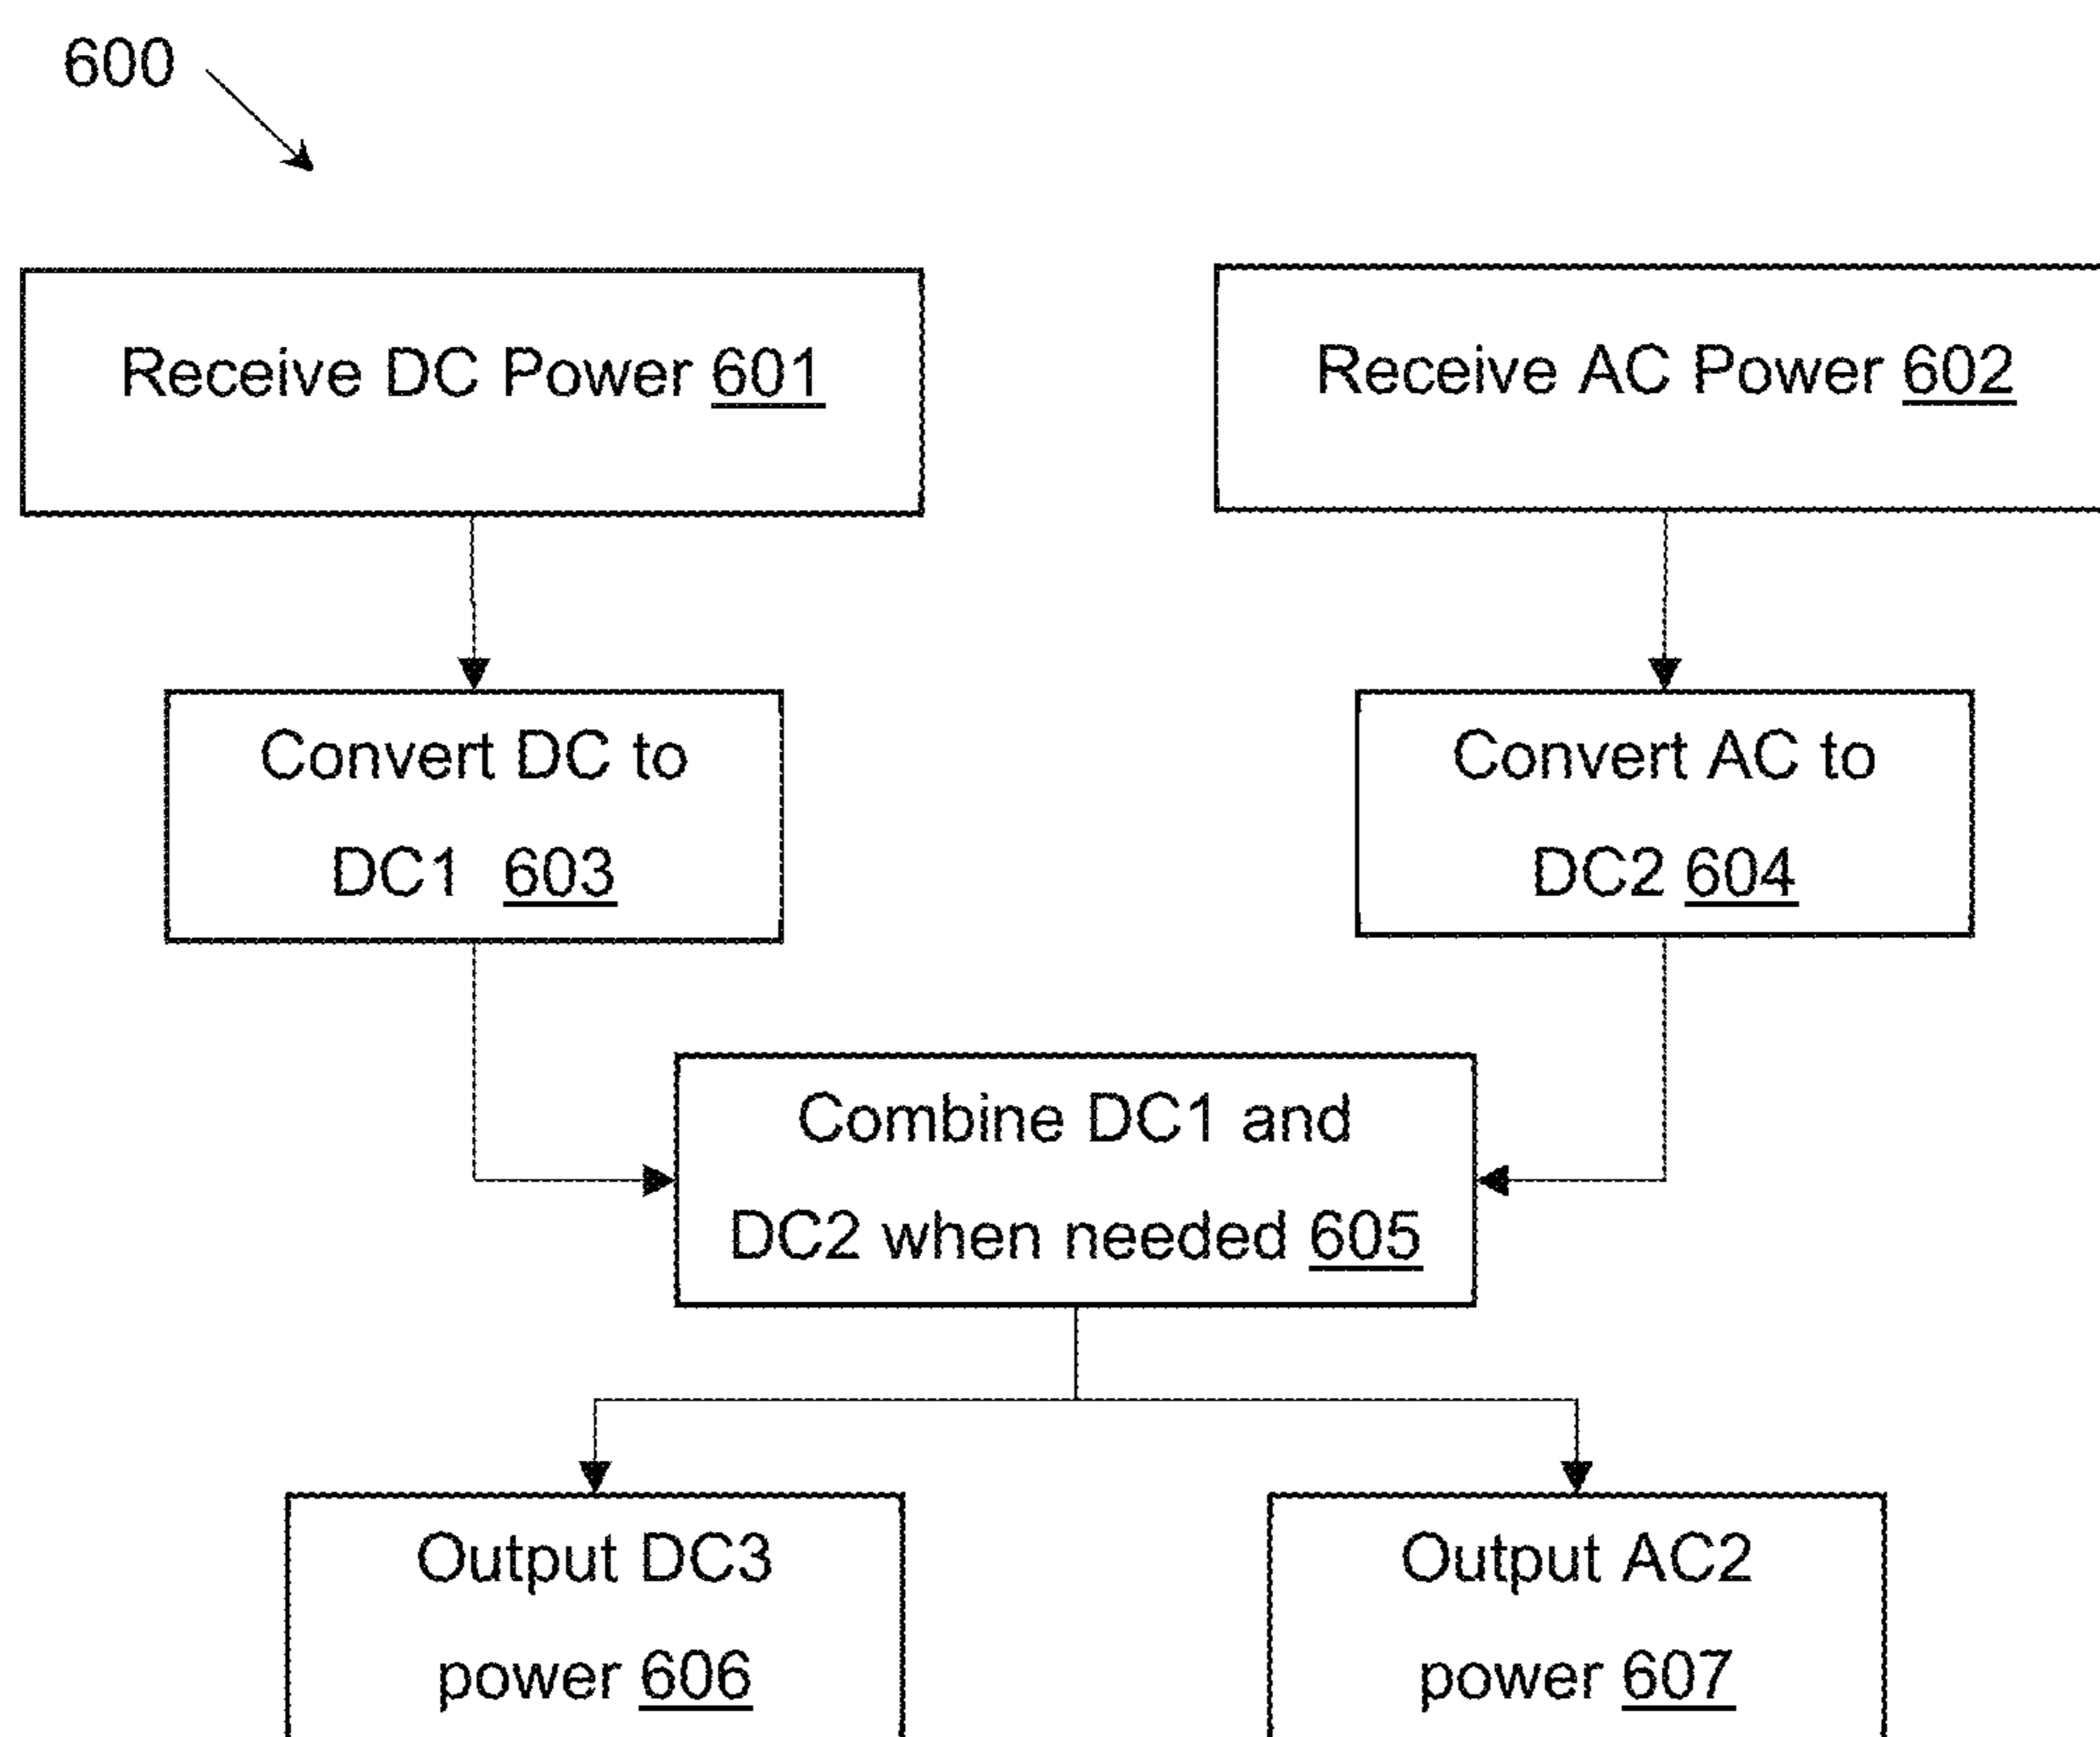 600
Receive DC Power 601
Receive AC Power 602
Convert DC to
DC1 603
Convert AC to
DC2 604
Combine DC1 and
DC2 when needed 605
Output DC3
power 606
Output AC2
power 607